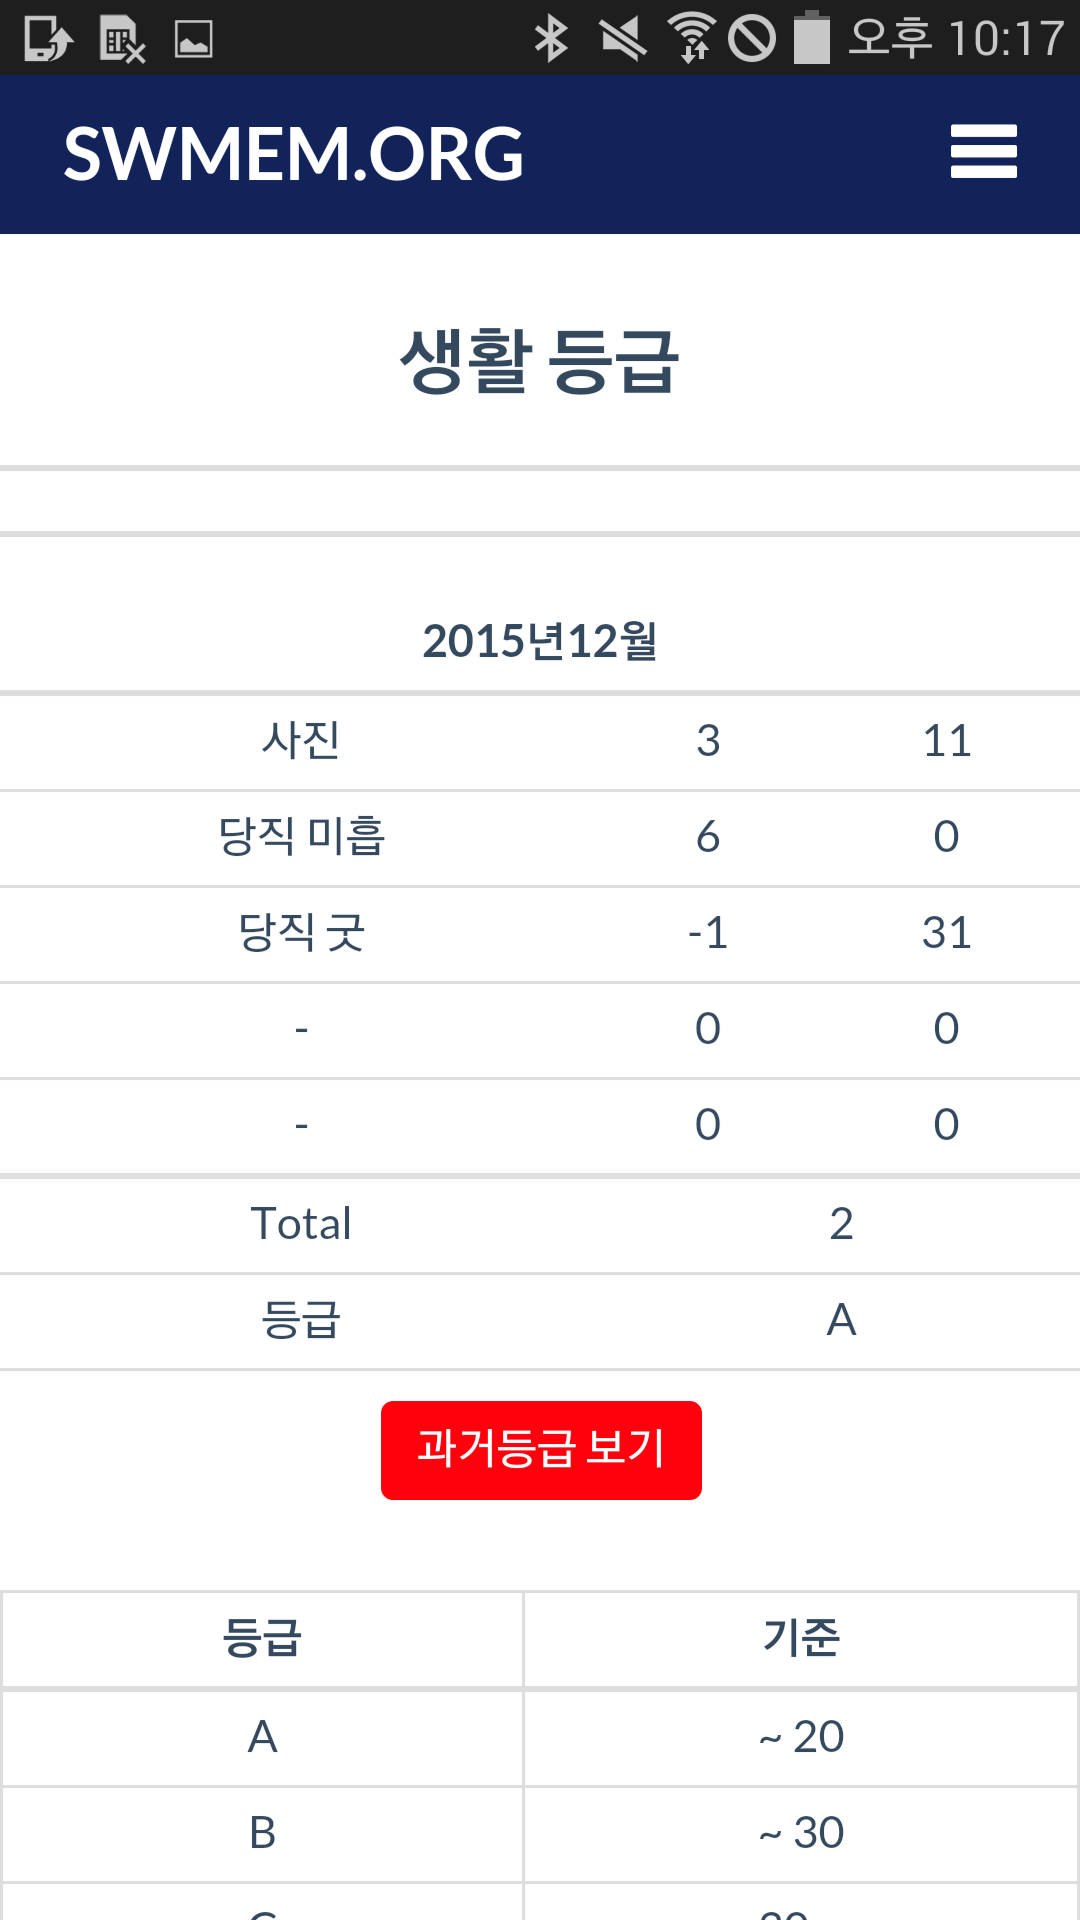 오후 10:17
SWMEM.ORG
생활 등급
2015년12월
사진 3 11
당직 미흡 6 0
당직 굿 -1 31
- 0 0
- 0 0
Total 2
등급 A
과거등급 보기
등급 기준
A ~ 20
B ~ 30